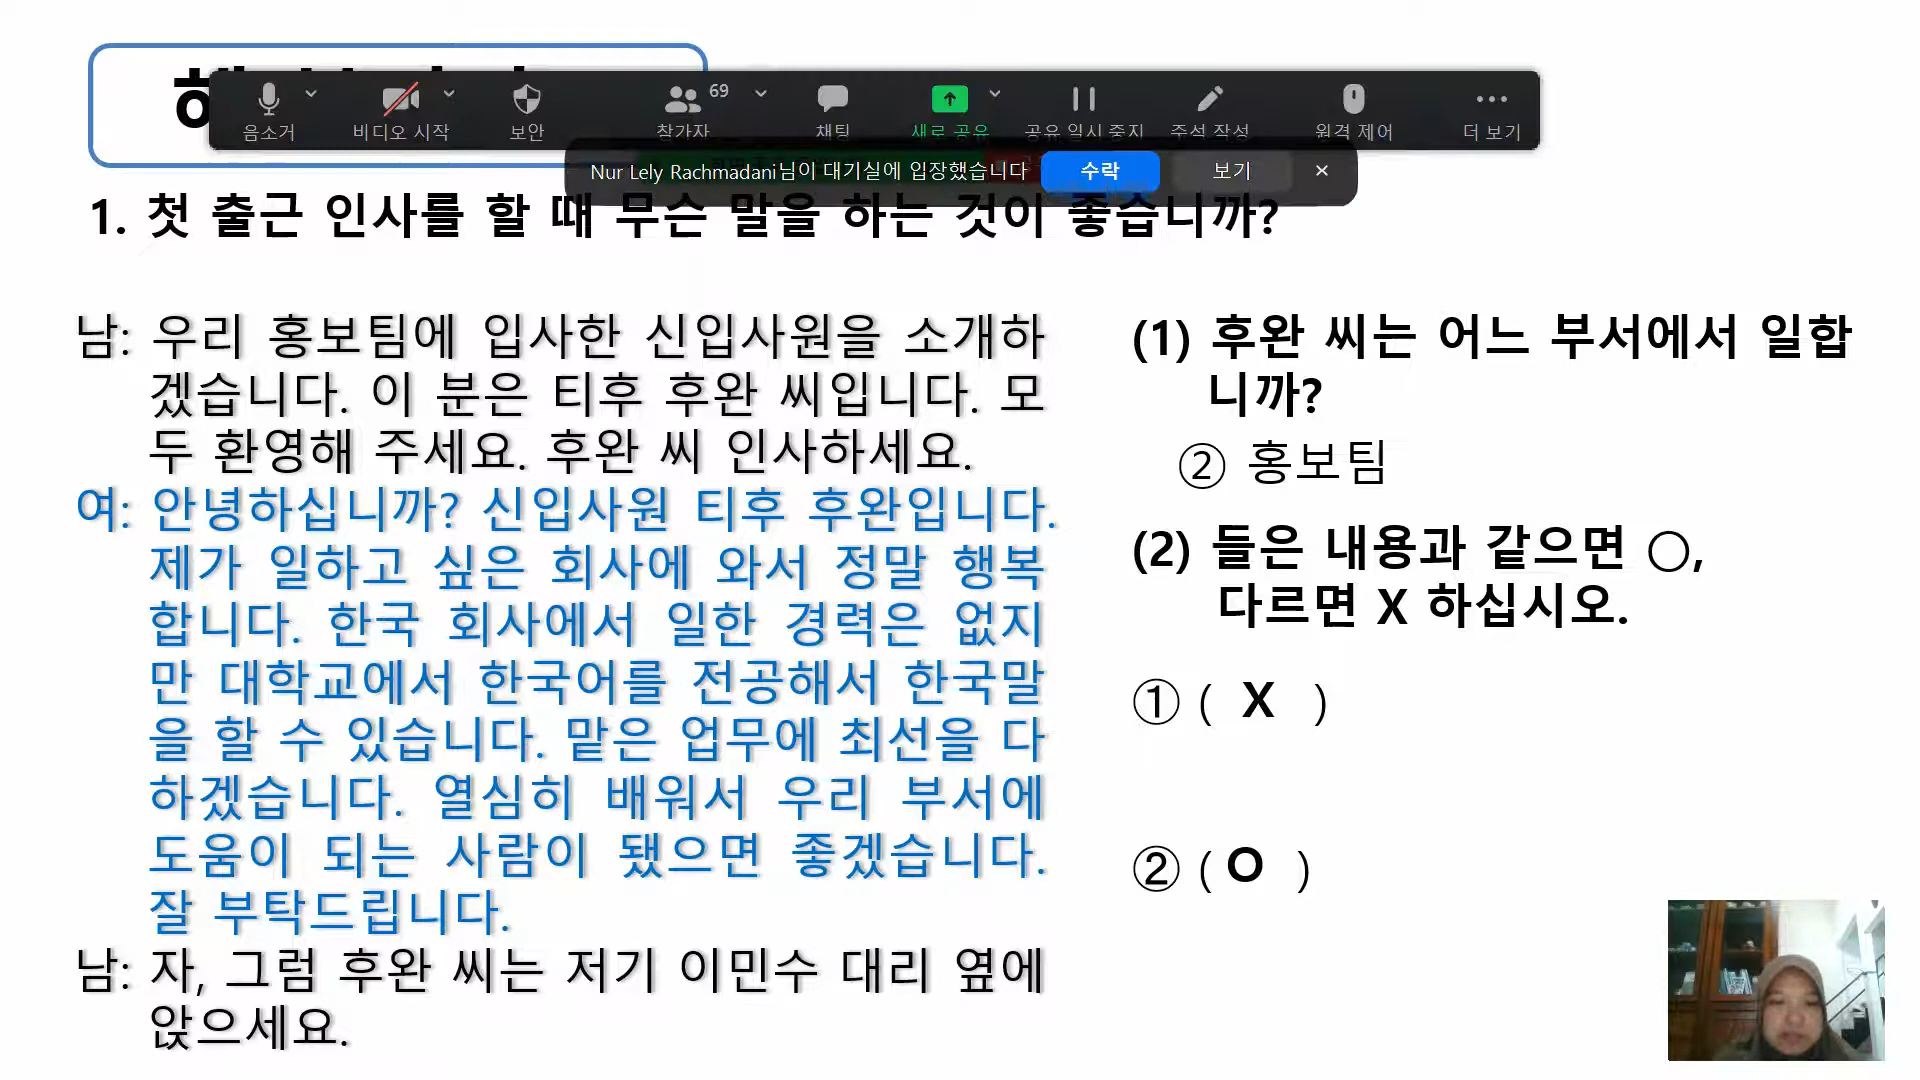 음소거
비디오 시작
보안
참가자
69
채팅
새로 공유
공유 일시 중지
주석 작성
원격 제어
더 보기
Nur Lely Rachmadani님이 대기실에 입장했습니다
수락
보기
1. 첫 출근 인사를 할 때 무슨 말을 하는 것이 좋습니까?
남: 우리 홍보팀에 입사한 신입사원을 소개하
겠습니다. 이 분은 티후 후완 씨입니다. 모
두 환영해 주세요. 후완 씨 인사하세요.
여: 안녕하십니까? 신입사원 티후 후완입니다.
제가 일하고 싶은 회사에 와서 정말 행복
합니다. 한국 회사에서 일한 경력은 없지
만 대학교에서 한국어를 전공해서 한국말
을 할 수 있습니다. 맡은 업무에 최선을 다
하겠습니다. 열심히 배워서 우리 부서에
도움이 되는 사람이 됐으면 좋겠습니다.
잘 부탁드립니다.
남: 자, 그럼 후완 씨는 저기 이민수 대리 옆에
앉으세요.
(1) 후완 씨는 어느 부서에서 일합
니까?
② 홍보팀
(2) 들은 내용과 같으면 ○,
다르면 X 하십시오.
① ( X )
② ( O )